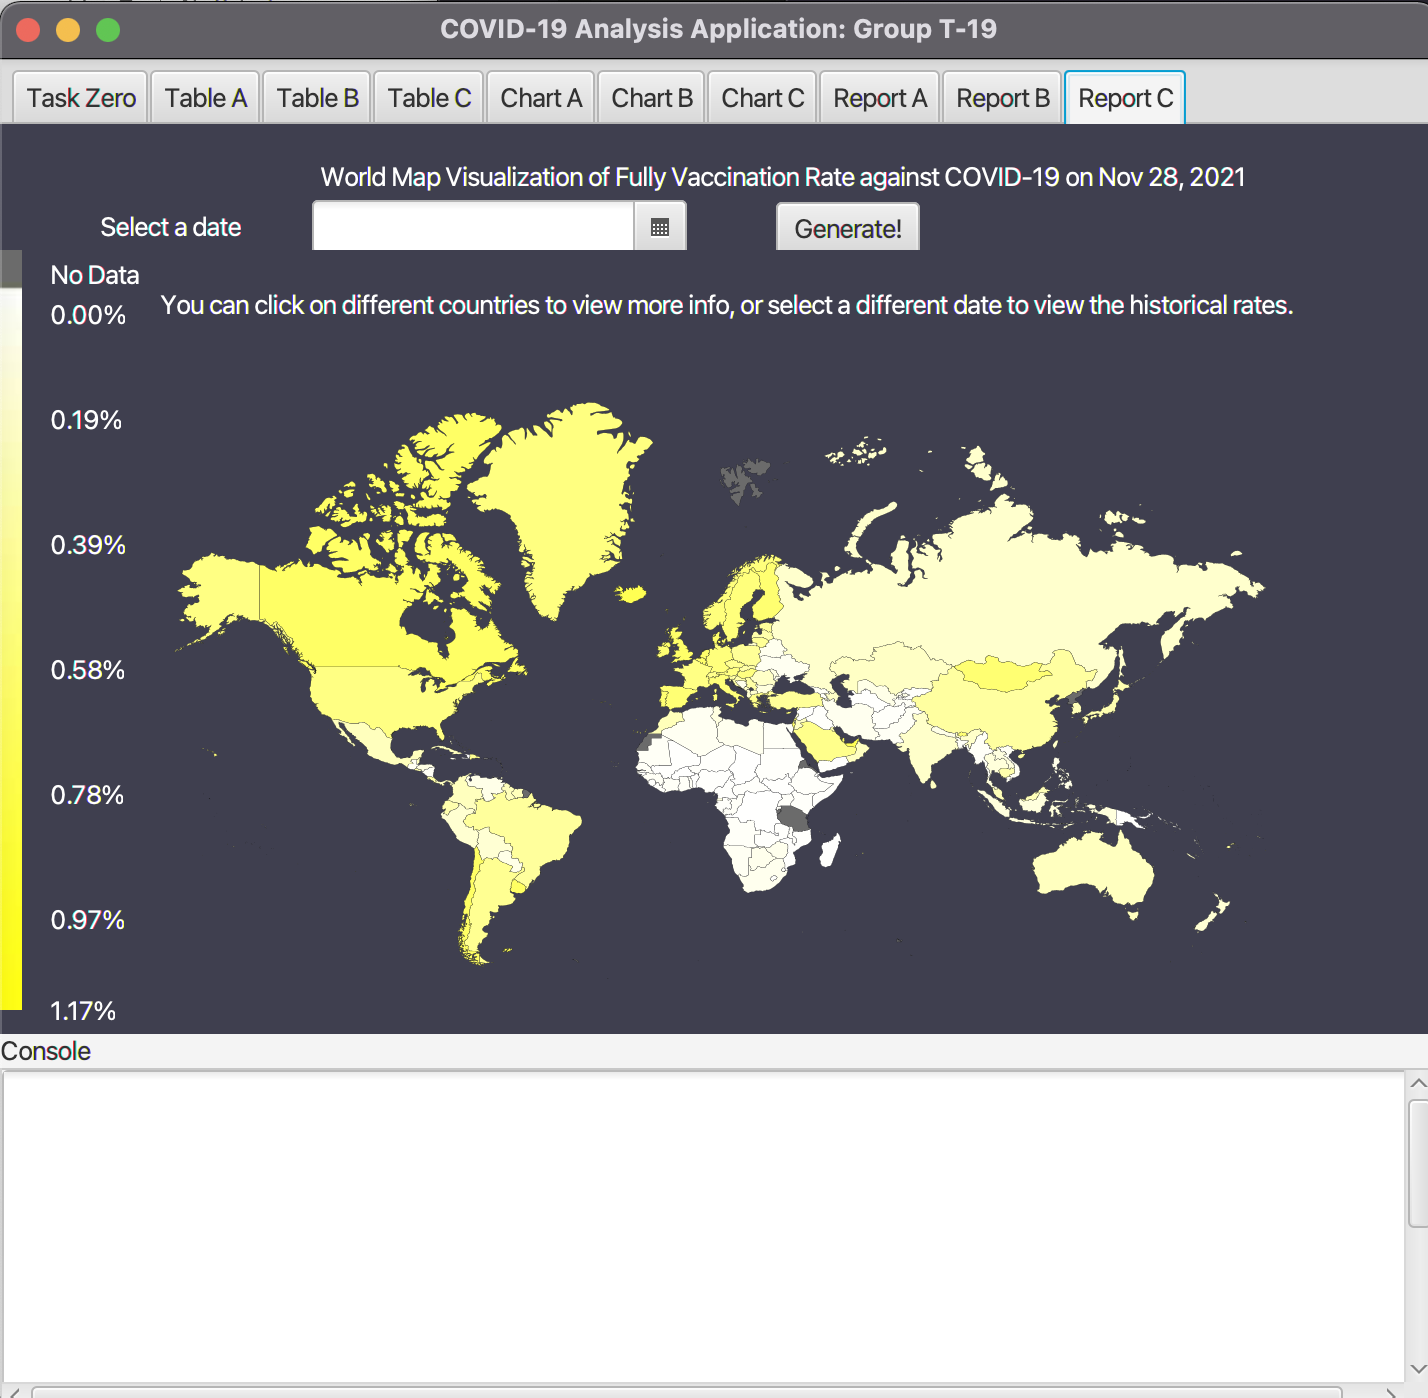 COVID-19 Analysis Application: Group T-19
Task Zero Table A Table B Table C Chart A Chart B Chart C Report A Report B Report C
World Map Visualization of Fully Vaccination Rate against COVID-19 on Nov 28, 2021
Select a date Generate!
No Data
You can click on different countries to view more info, or select a different date to view the historical rates.
0.00%
0.19%
0.39%
0.58%
0.78%
0.97%
1.17%
Console